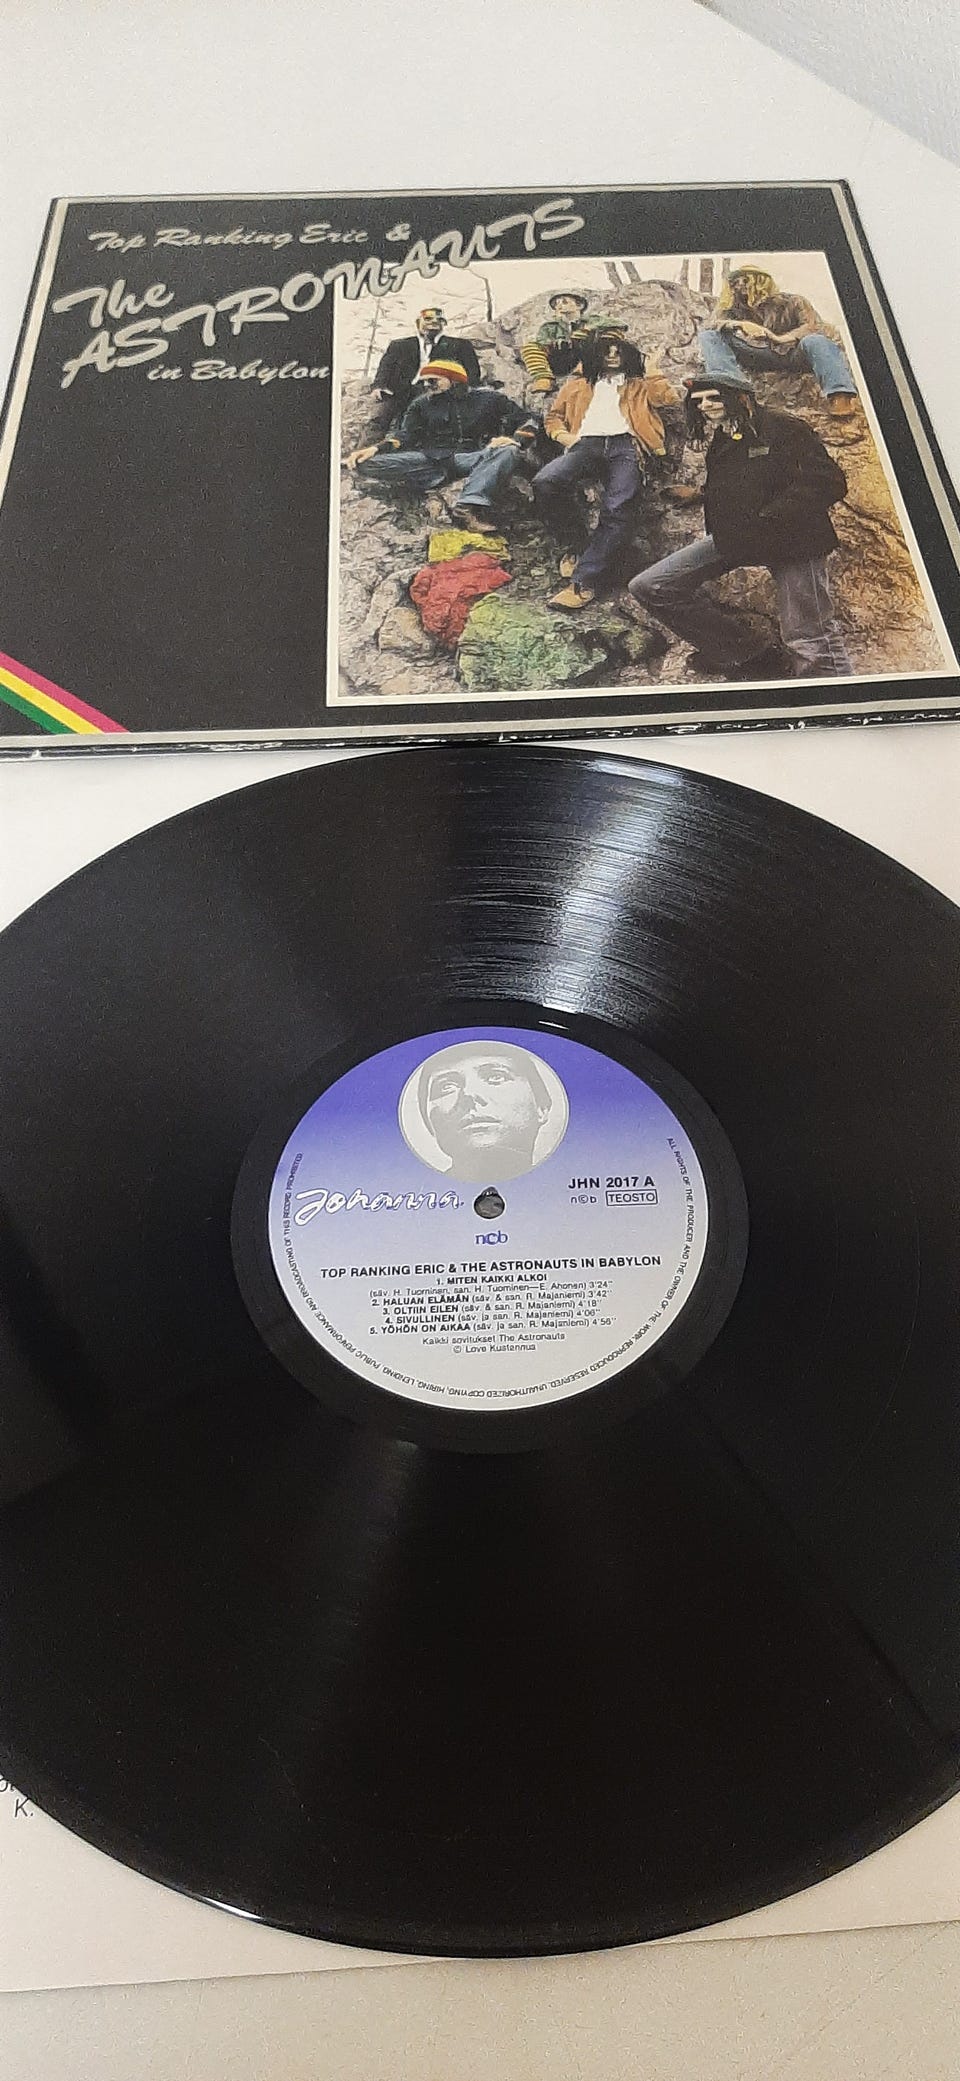 Top Ranking Eric &
The
ASTRONAUTS
in Babylon
Johanna
JHN 2017 A
n©b TEOSTO
ncb
TOP RANKING ERIC & THE ASTRONAUTS IN BABYLON
1. MITEN KAIKKI ALKOI
(säv. H. Tuominen, san. H. Tuominen—E. Ahonen) 3'24"
2. HALUAN ELÄMÄN (säv. & san. R. Majaniemi) 3'42"
3. OLTIIN EILEN (säv. & san. R. Majaniemi) 4'18"
4. SIVULLINEN (säv. ja san. R. Majaniemi) 4'06"
5. YÖHÖN ON AIKAA (säv. ja san. R. Majaniemi) 4'56"
Kaikki sovitukset The Astronauts
© Love Kustannus
ALL RIGHTS OF THE PRODUCER AND THE OWNER OF THE WORK REPRODUCED RESERVED. UNAUTHORIZED COPYING, HIRING, LENDING, PUBLIC PERFORMANCE AND BROADCASTING OF THIS RECORD PROHIBITED
K.